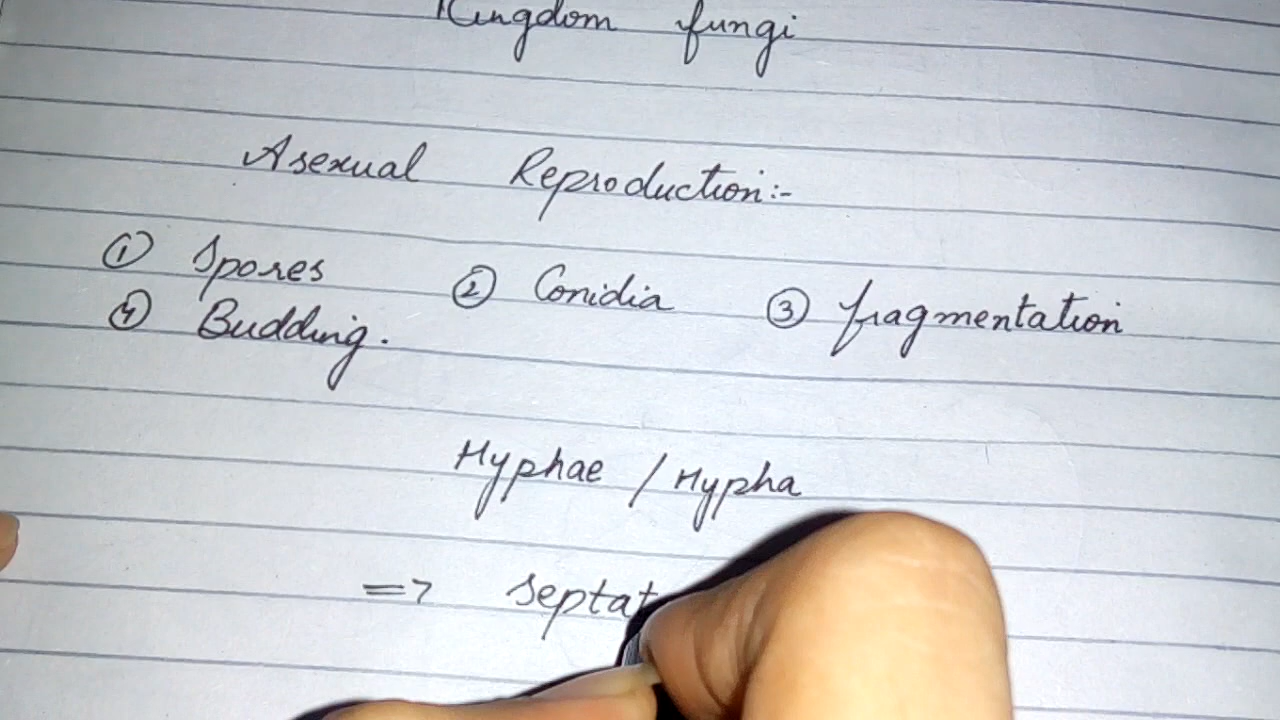 Kingdom fungi
Asexual Reproduction:-
① Spores ② Conidia ③ fragmentation
④ Budding.
Hyphae / Hypha
=> septat